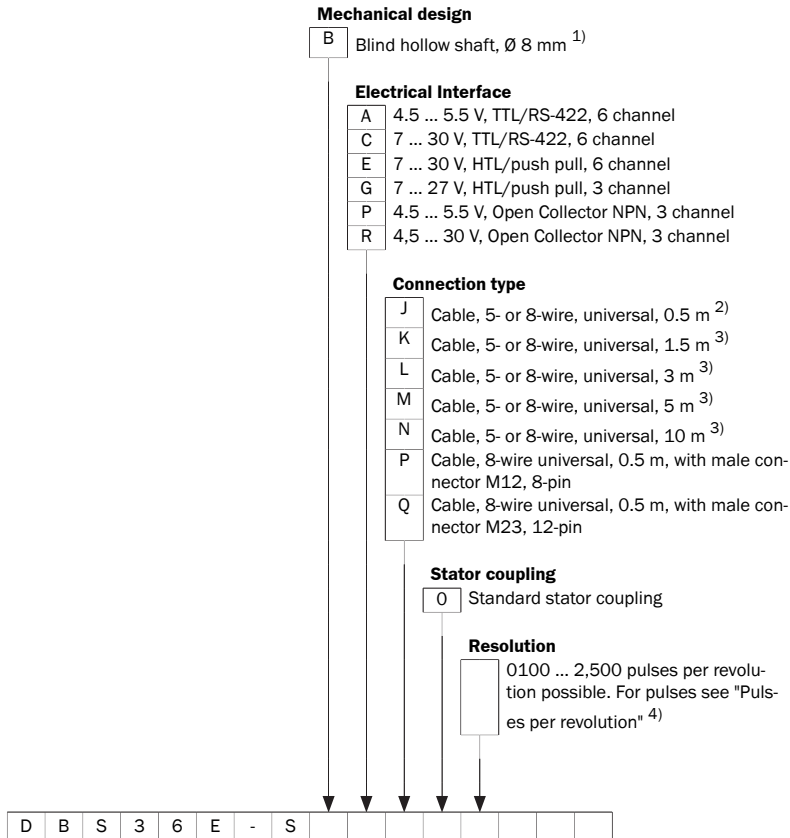 Mechanical design
B Blind hollow shaft, Ø 8 mm 1)
Electrical Interface
A 4.5 ... 5.5 V, TTL/RS-422, 6 channel
C 7 ... 30 V, TTL/RS-422, 6 channel
E 7 ... 30 V, HTL/push pull, 6 channel
G 7 ... 27 V, HTL/push pull, 3 channel
P 4.5 ... 5.5 V, Open Collector NPN, 3 channel
R 4,5 ... 30 V, Open Collector NPN, 3 channel
Connection type
J Cable, 5- or 8-wire, universal, 0.5 m 2)
K Cable, 5- or 8-wire, universal, 1.5 m 3)
L Cable, 5- or 8-wire, universal, 3 m 3)
M Cable, 5- or 8-wire, universal, 5 m 3)
N Cable, 5- or 8-wire, universal, 10 m 3)
P Cable, 8-wire universal, 0.5 m, with male con-
nector M12, 8-pin
Q Cable, 8-wire universal, 0.5 m, with male con-
nector M23, 12-pin
Stator coupling
0 Standard stator coupling
Resolution
0100 ... 2,500 pulses per revolu-
tion possible. For pulses see "Puls-
es per revolution" 4)
D B S 3 6 E - S